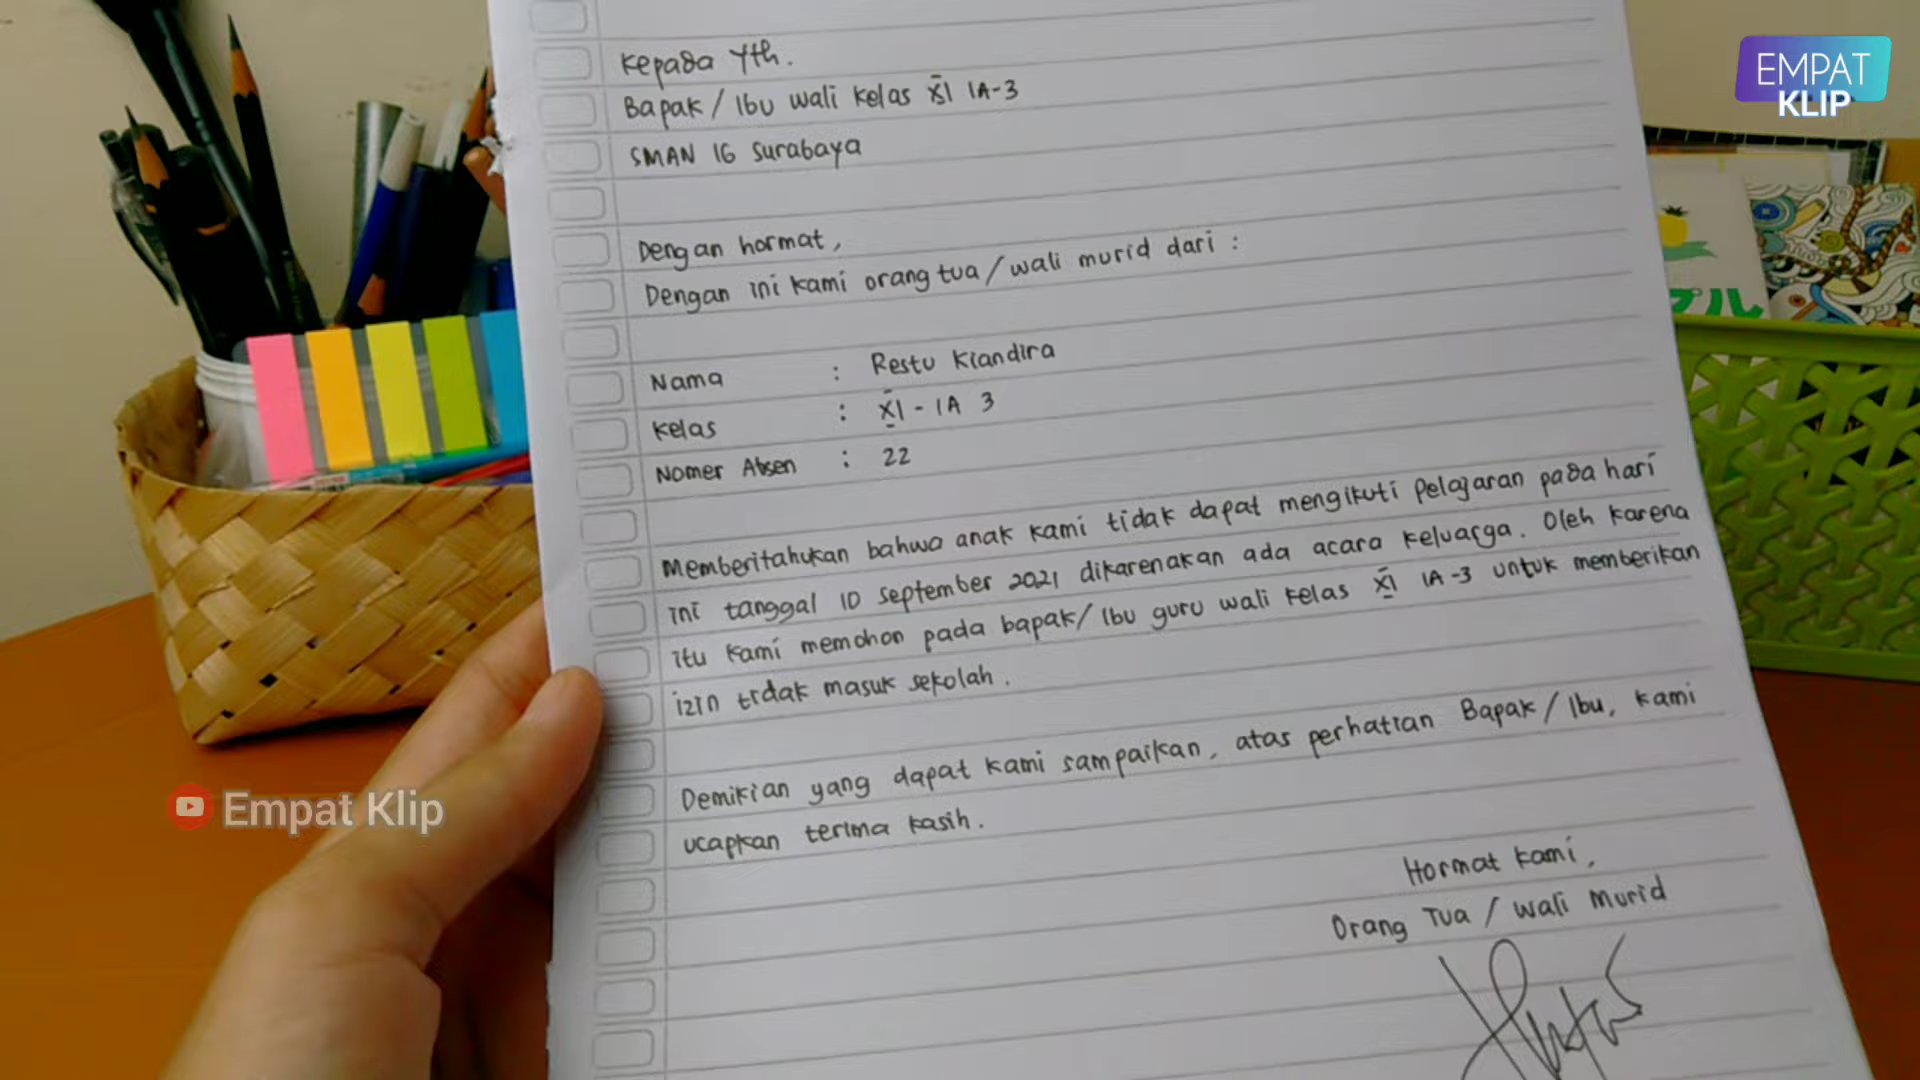 EMPAT
KLIP
Kepada Yth.
Bapak / Ibu wali kelas XI IA-3
SMAN 16 Surabaya
Dengan hormat,
Dengan ini kami orang tua / wali murid dari :
Nama : Restu Kiandira
Kelas : XI - IA 3
Nomer Absen : 22
Memberitahukan bahwa anak kami tidak dapat mengikuti pelajaran pada hari
ini tanggal 10 September 2021 dikarenakan ada acara keluarga. Oleh karena
itu kami memohon pada bapak / Ibu guru wali kelas XI IA-3 untuk memberikan
izin tidak masuk sekolah.
Demikian yang dapat kami sampaikan, atas perhatian Bapak / Ibu, kami
ucapkan terima kasih.
Hormat kami,
Orang Tua / Wali Murid
Empat Klip